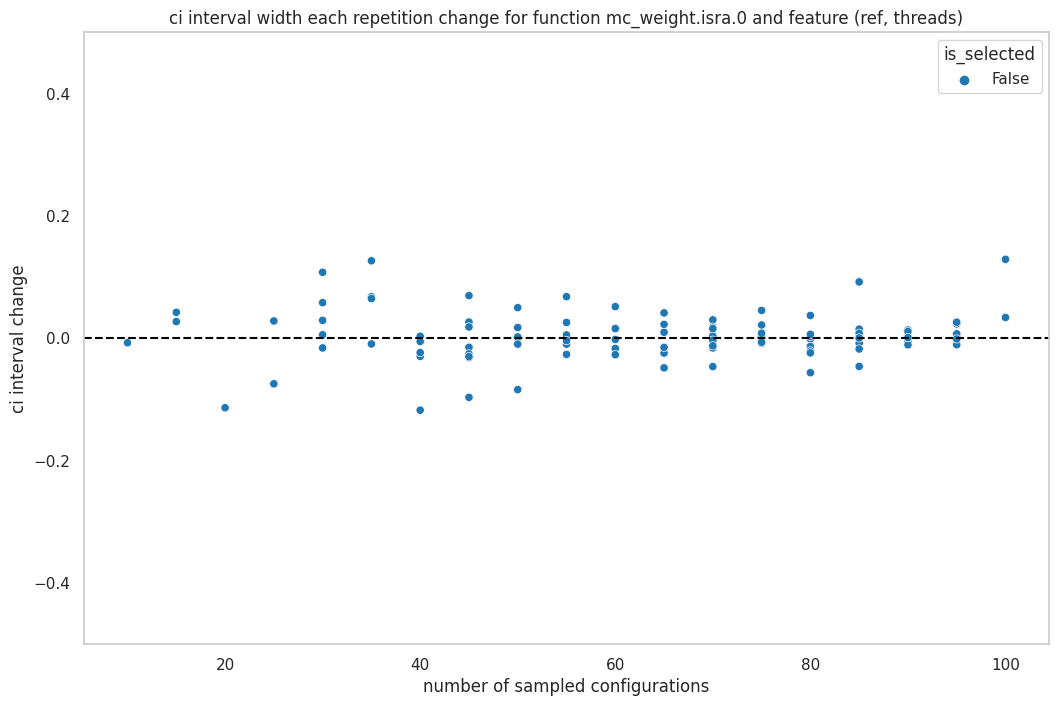 ci interval width each repetition change for function mc_weight.isra.0 and feature (ref, threads)
is_selected
False
ci interval change
0.4
0.2
0.0
−0.2
−0.4
20 40 60 80 100
number of sampled configurations